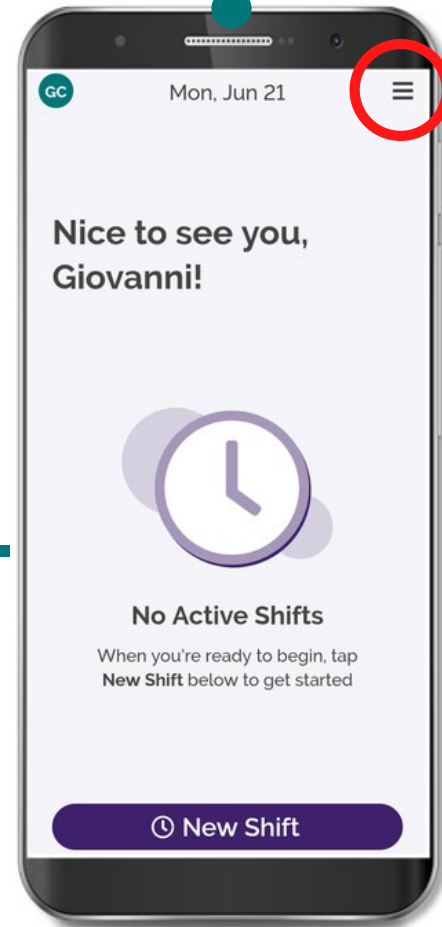 GC
Mon, Jun 21
Nice to see you,
Giovanni!
No Active Shifts
When you're ready to begin, tap
New Shift below to get started
New Shift